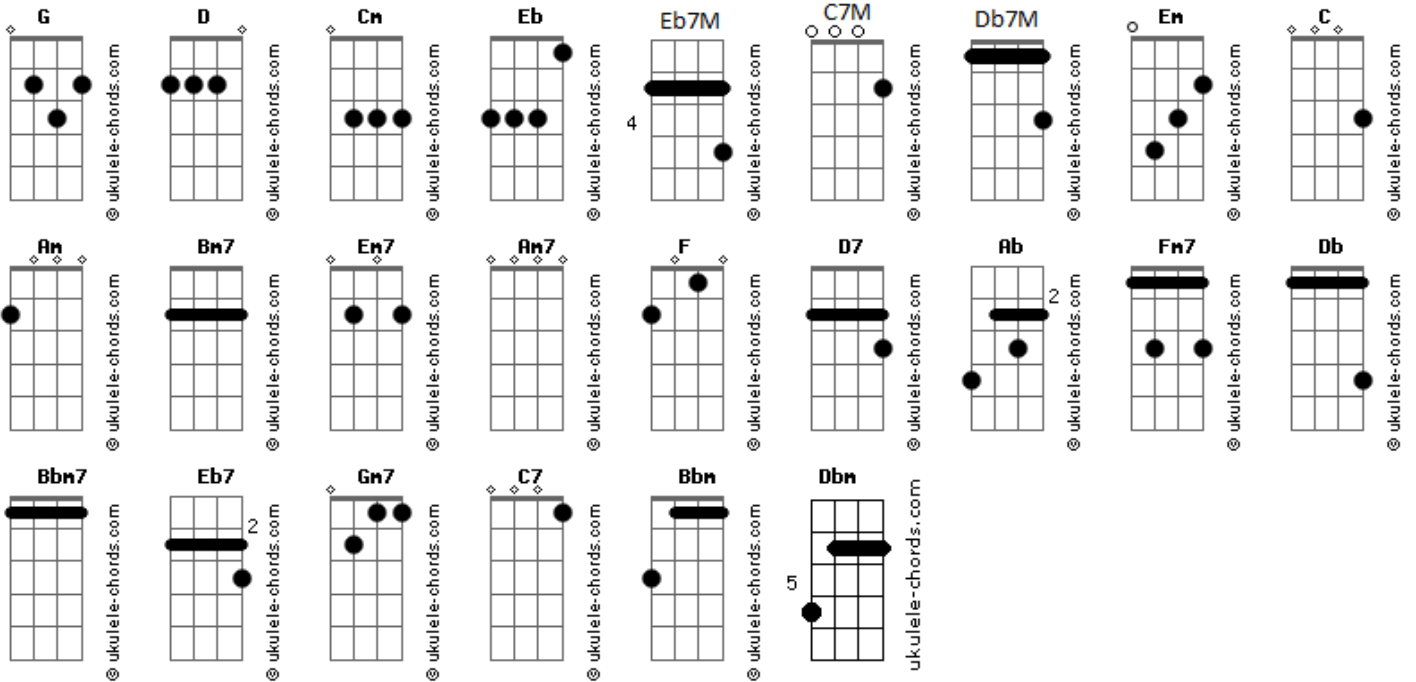 G D Cm Eb Eb7M C7M Db7M Em C
© ukulele-chords.com © ukulele-chords.com © ukulele-chords.com © ukulele-chords.com 4 © ukulele-chords.com © ukulele-chords.com © ukulele-chords.com © ukulele-chords.com © ukulele-chords.com
Am Bm7 Em7 Am7 F D7 Ab Fm7 Db
© ukulele-chords.com © ukulele-chords.com © ukulele-chords.com © ukulele-chords.com © ukulele-chords.com © ukulele-chords.com 2 © ukulele-chords.com © ukulele-chords.com © ukulele-chords.com
Bbm7 Eb7 Gm7 C7 Bbm Dbm
© ukulele-chords.com 2 © ukulele-chords.com © ukulele-chords.com © ukulele-chords.com © ukulele-chords.com 5 ukulele-chords.com